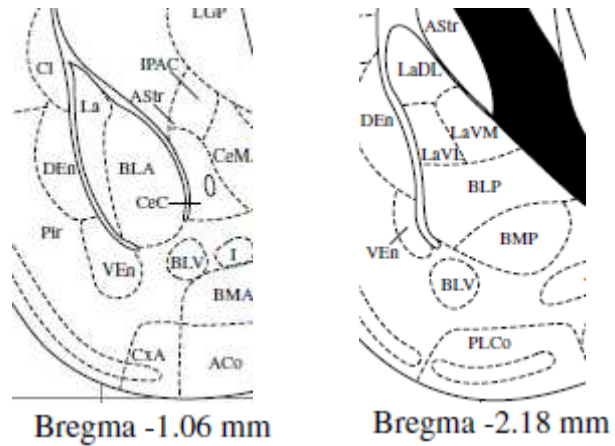 LGP
Cl
IPAC
La
AStr
CeM
DEn
BLA
CeC
Pir
VEn
BLV
I
BMA
CxA
ACo
Bregma -1.06 mm
AStr
LaDL
DEn
LaVM
LaVL
BLP
VEn
BMP
BLV
PLCo
Bregma -2.18 mm